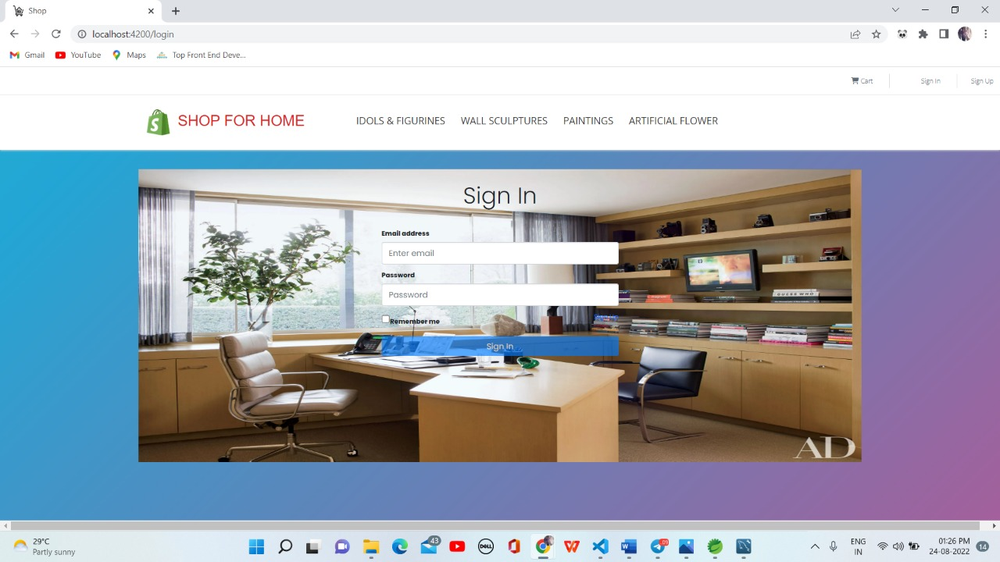 Shop
localhost:4200/login
Gmail YouTube Maps Top Front End Deve...
Cart Sign In Sign Up
SHOP FOR HOME IDOLS & FIGURINES WALL SCULPTURES PAINTINGS ARTIFICIAL FLOWER
Sign In
Email address
Enter email
Password
Password
Remember me
Sign In
AD
29°C
Partly sunny
43
DELL
09
ENG
IN
01:26 PM
24-08-2022
14